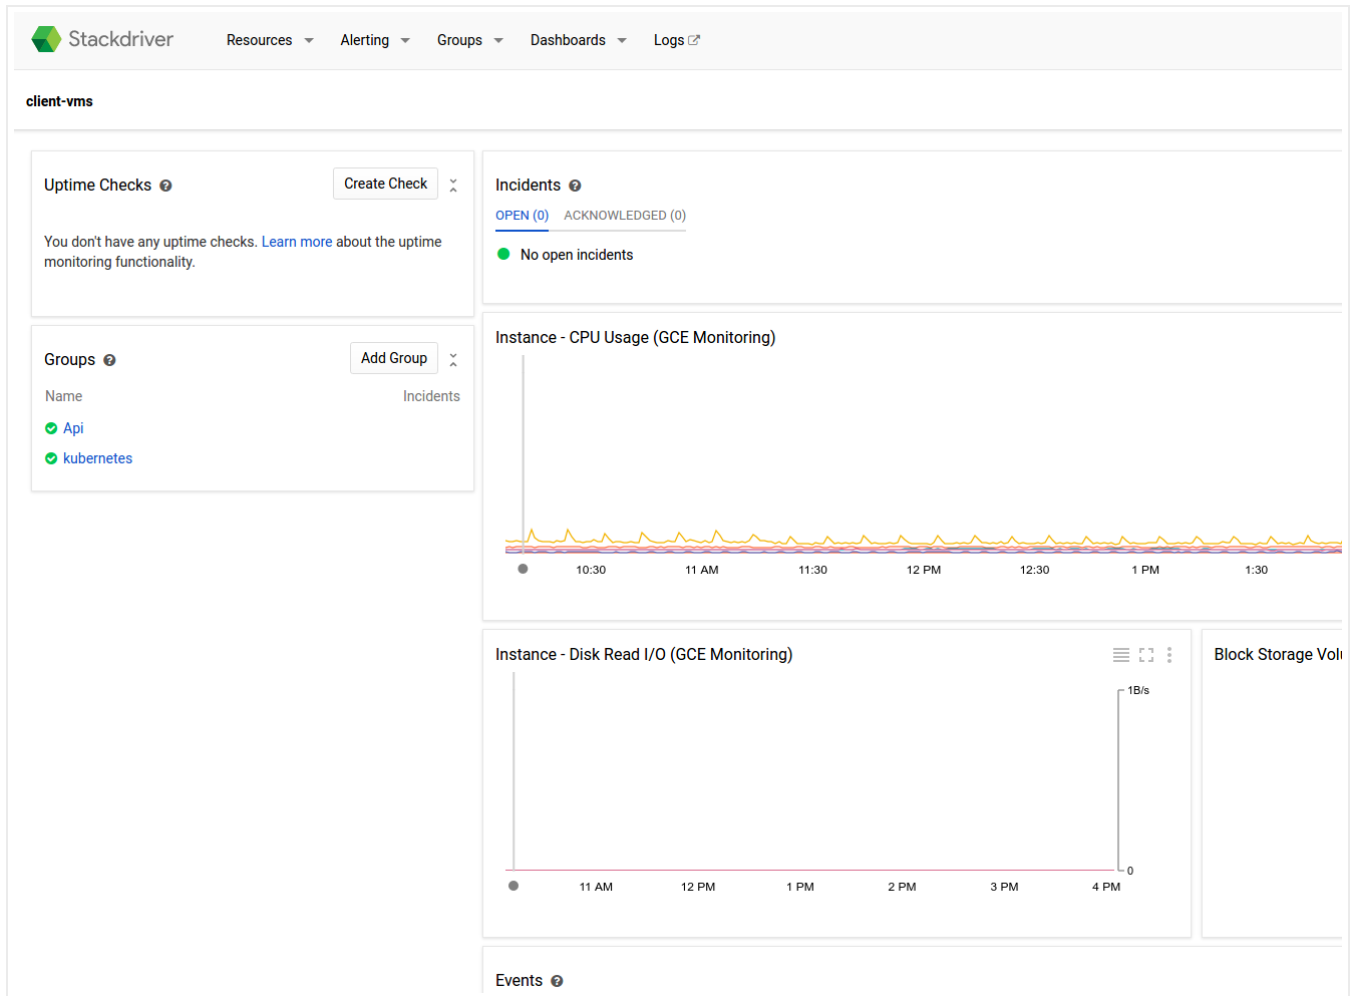 Stackdriver Resources Alerting Groups Dashboards Logs
client-vms
Uptime Checks Create Check
You don't have any uptime checks. Learn more about the uptime
monitoring functionality.
Groups Add Group
Name Incidents
Api
kubernetes
Incidents
OPEN (0) ACKNOWLEDGED (0)
No open incidents
Instance - CPU Usage (GCE Monitoring)
10:30 11 AM 11:30 12 PM 12:30 1 PM 1:30
Instance - Disk Read I/O (GCE Monitoring)
1B/s
0
11 AM 12 PM 1 PM 2 PM 3 PM 4 PM
Block Storage Volu
Events